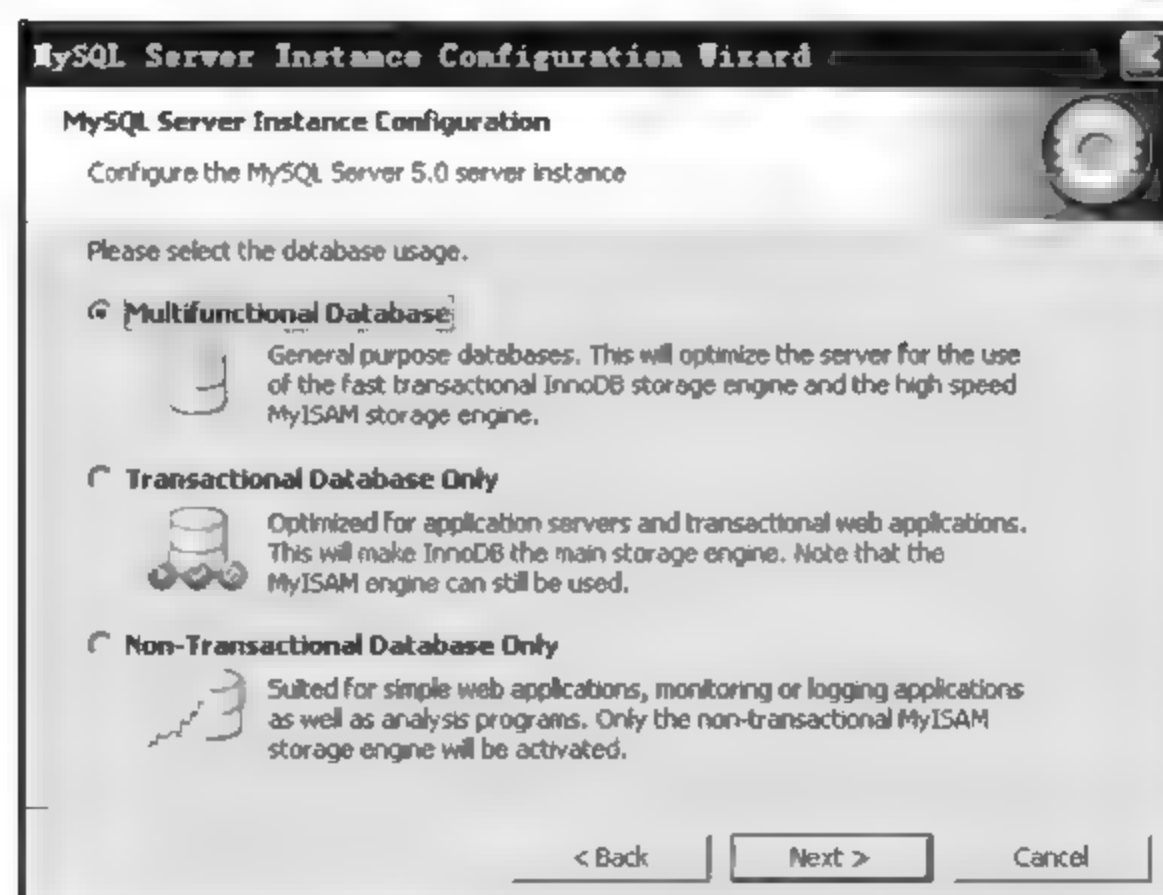 MySQL Server Instance Configuration Wizard
MySQL Server Instance Configuration
Configure the MySQL Server 5.0 server instance
Please select the database usage.
Multifunctional Database
General purpose databases. This will optimize the server for the use
of the fast transactional InnoDB storage engine and the high speed
MyISAM storage engine.
Transactional Database Only
Optimized for application servers and transactional web applications.
This will make InnoDB the main storage engine. Note that the
MyISAM engine can still be used.
Non-Transactional Database Only
Suited for simple web applications, monitoring or logging applications
as well as analysis programs. Only the non-transactional MyISAM
storage engine will be activated.
< Back Next > Cancel